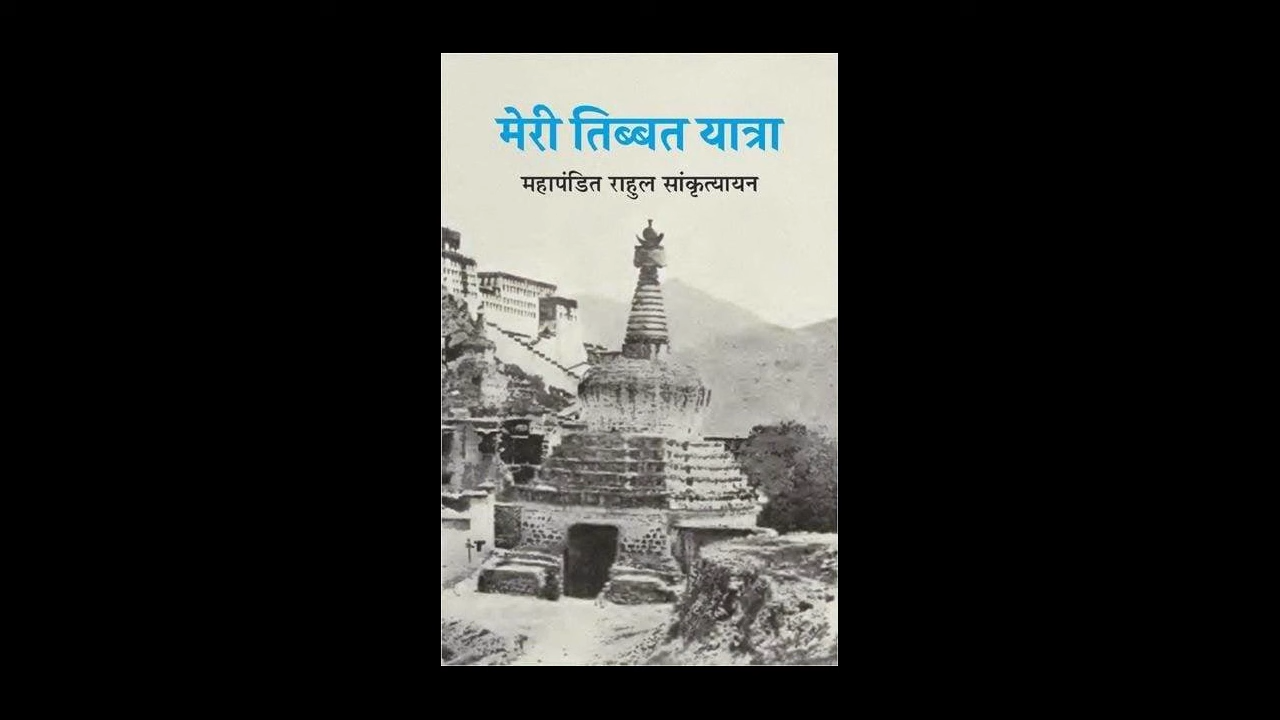 मेरी तिब्बत यात्रा
महापंडित राहुल सांकृत्यायन